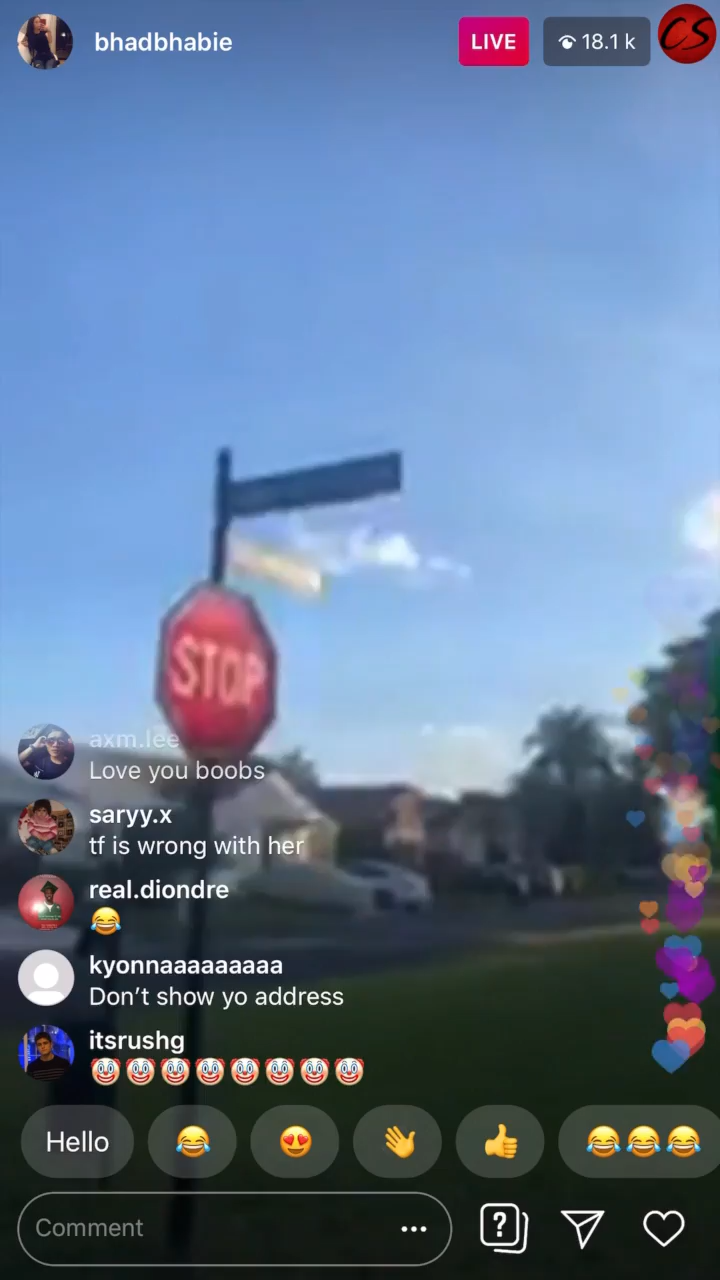 bhadbhabie
LIVE
18.1 k
CS
STOP
axm.lee
Love you boobs
saryy.x
tf is wrong with her
real.diondre
😂
kyonnaaaaaaaaa
Don’t show yo address
itsrushg
🤡🤡🤡🤡🤡🤡🤡🤡
Hello
😂
😍
👋
👍
😂😂😂
Comment